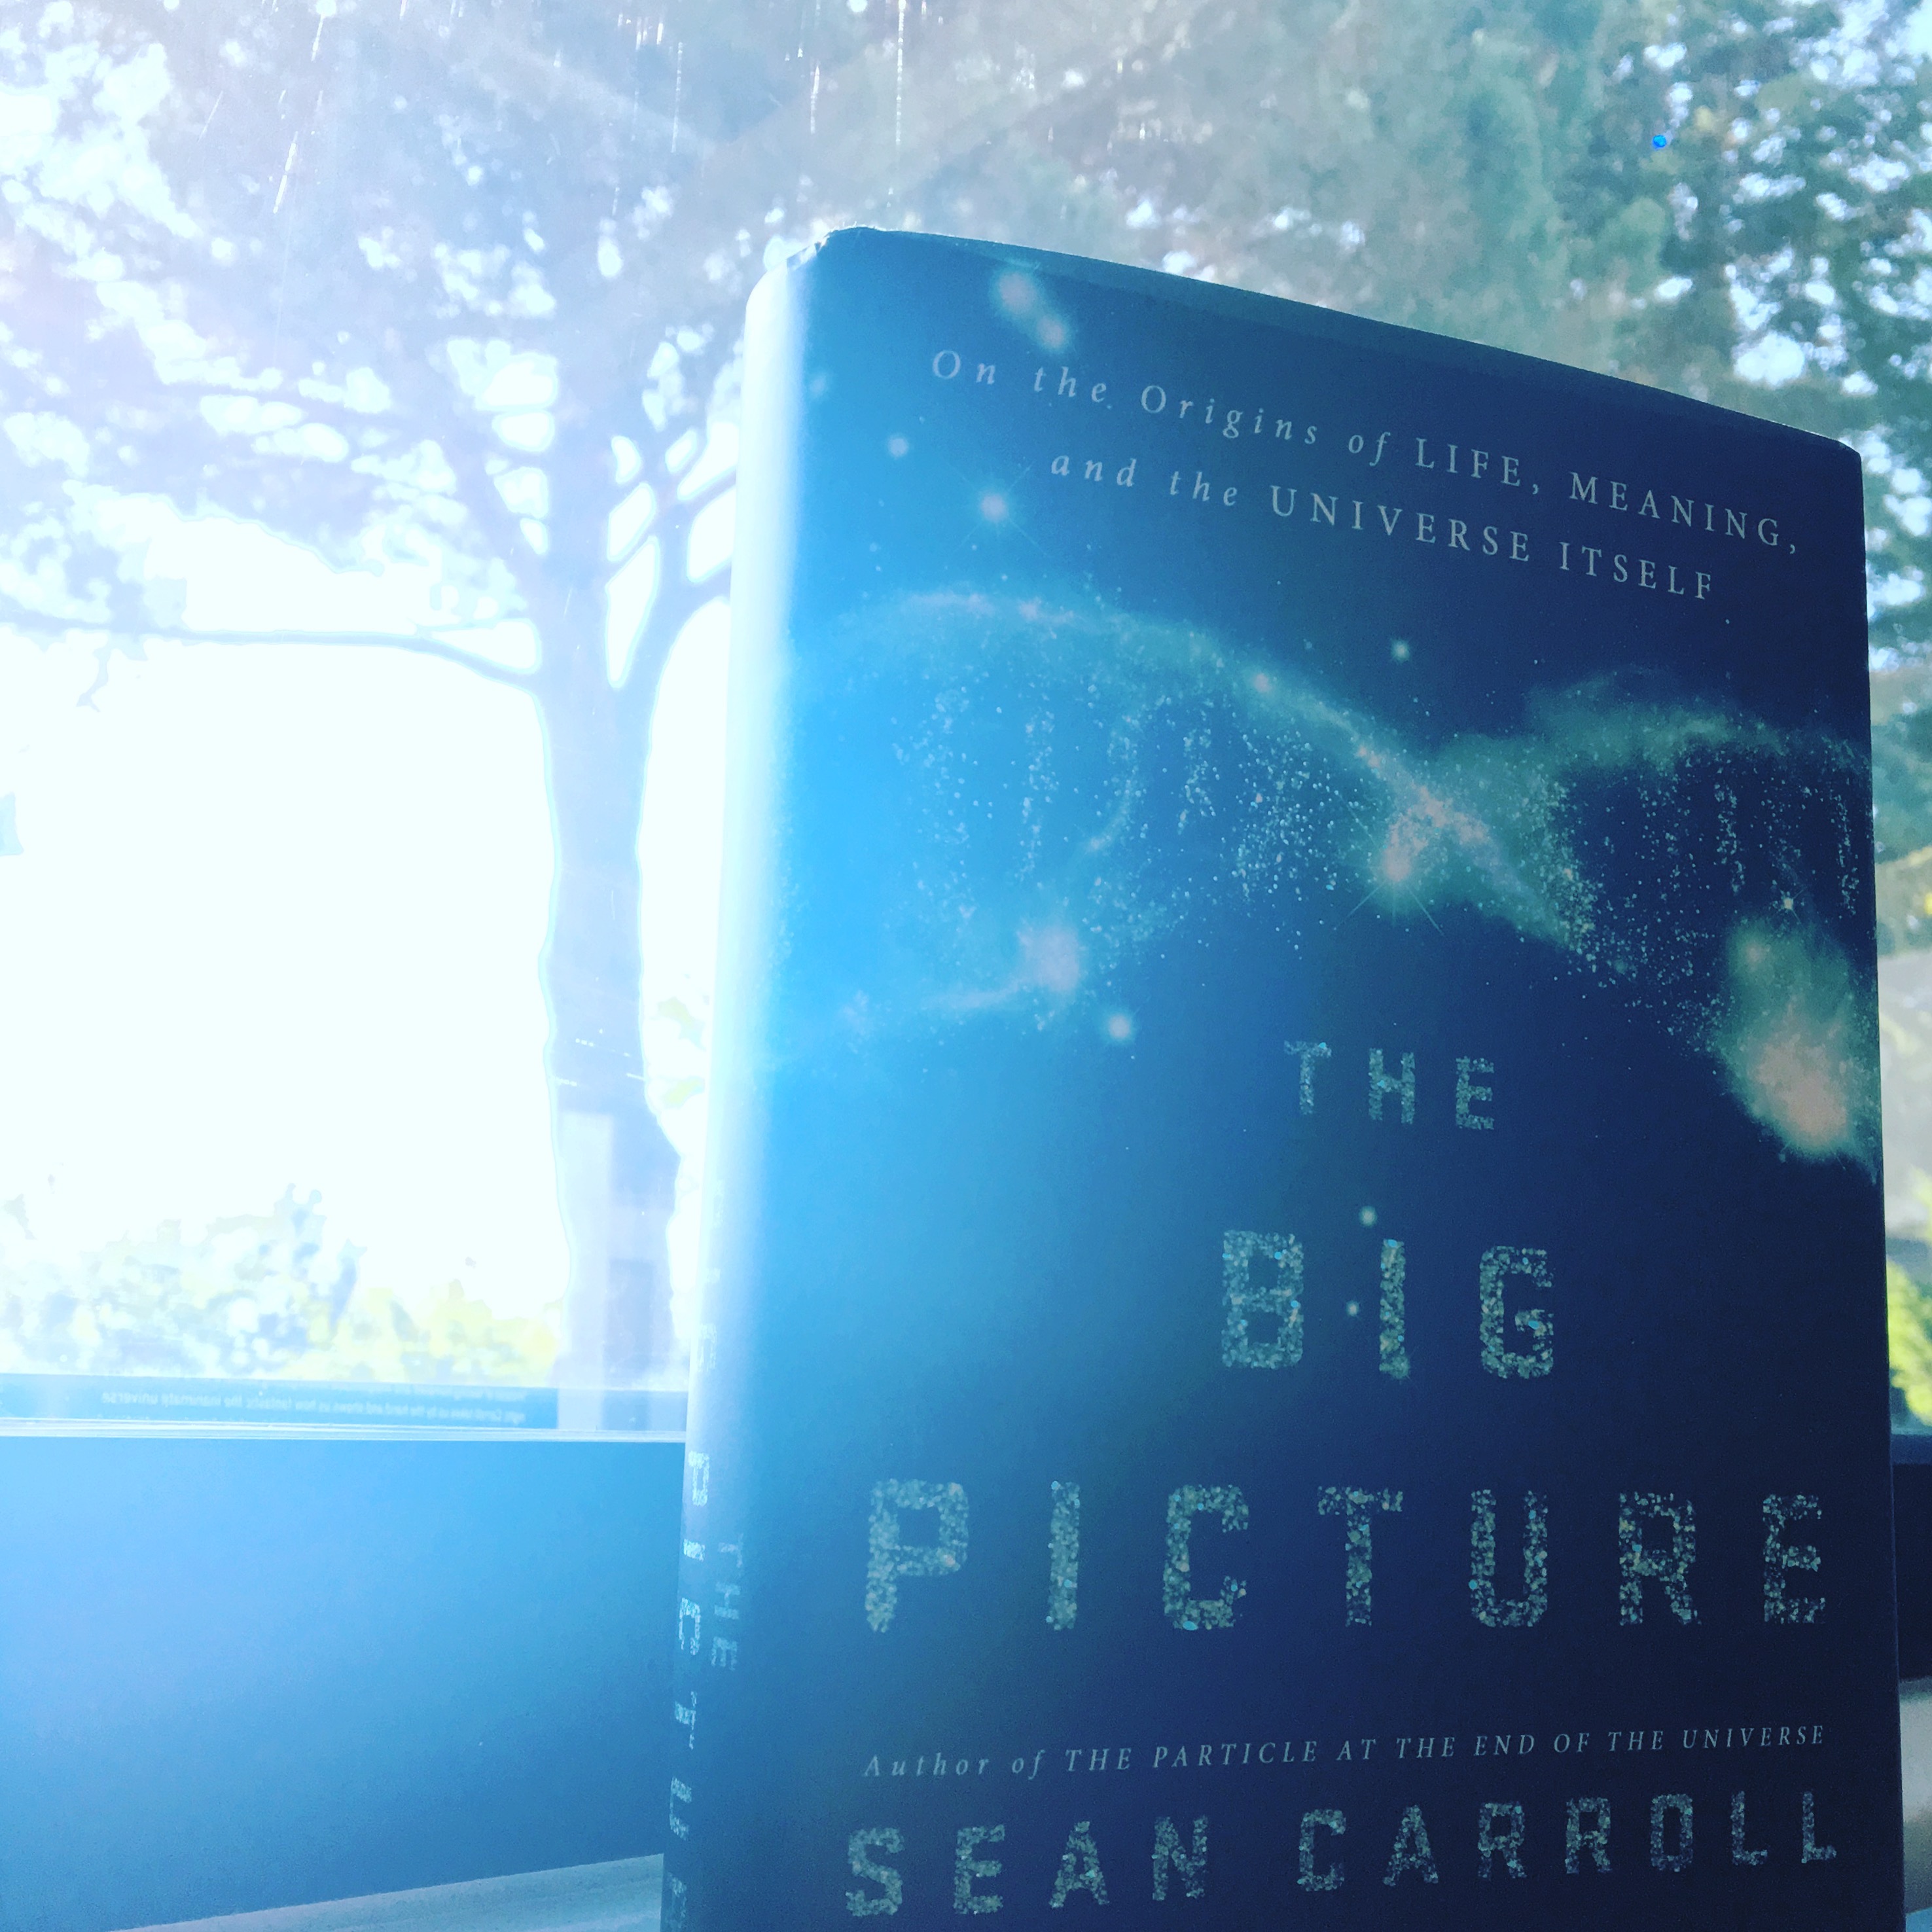 On the Origins of LIFE, MEANING,
and the UNIVERSE ITSELF
THE
BIG
PICTURE
Author of THE PARTICLE AT THE END OF THE UNIVERSE
SEAN CARROLL
THE